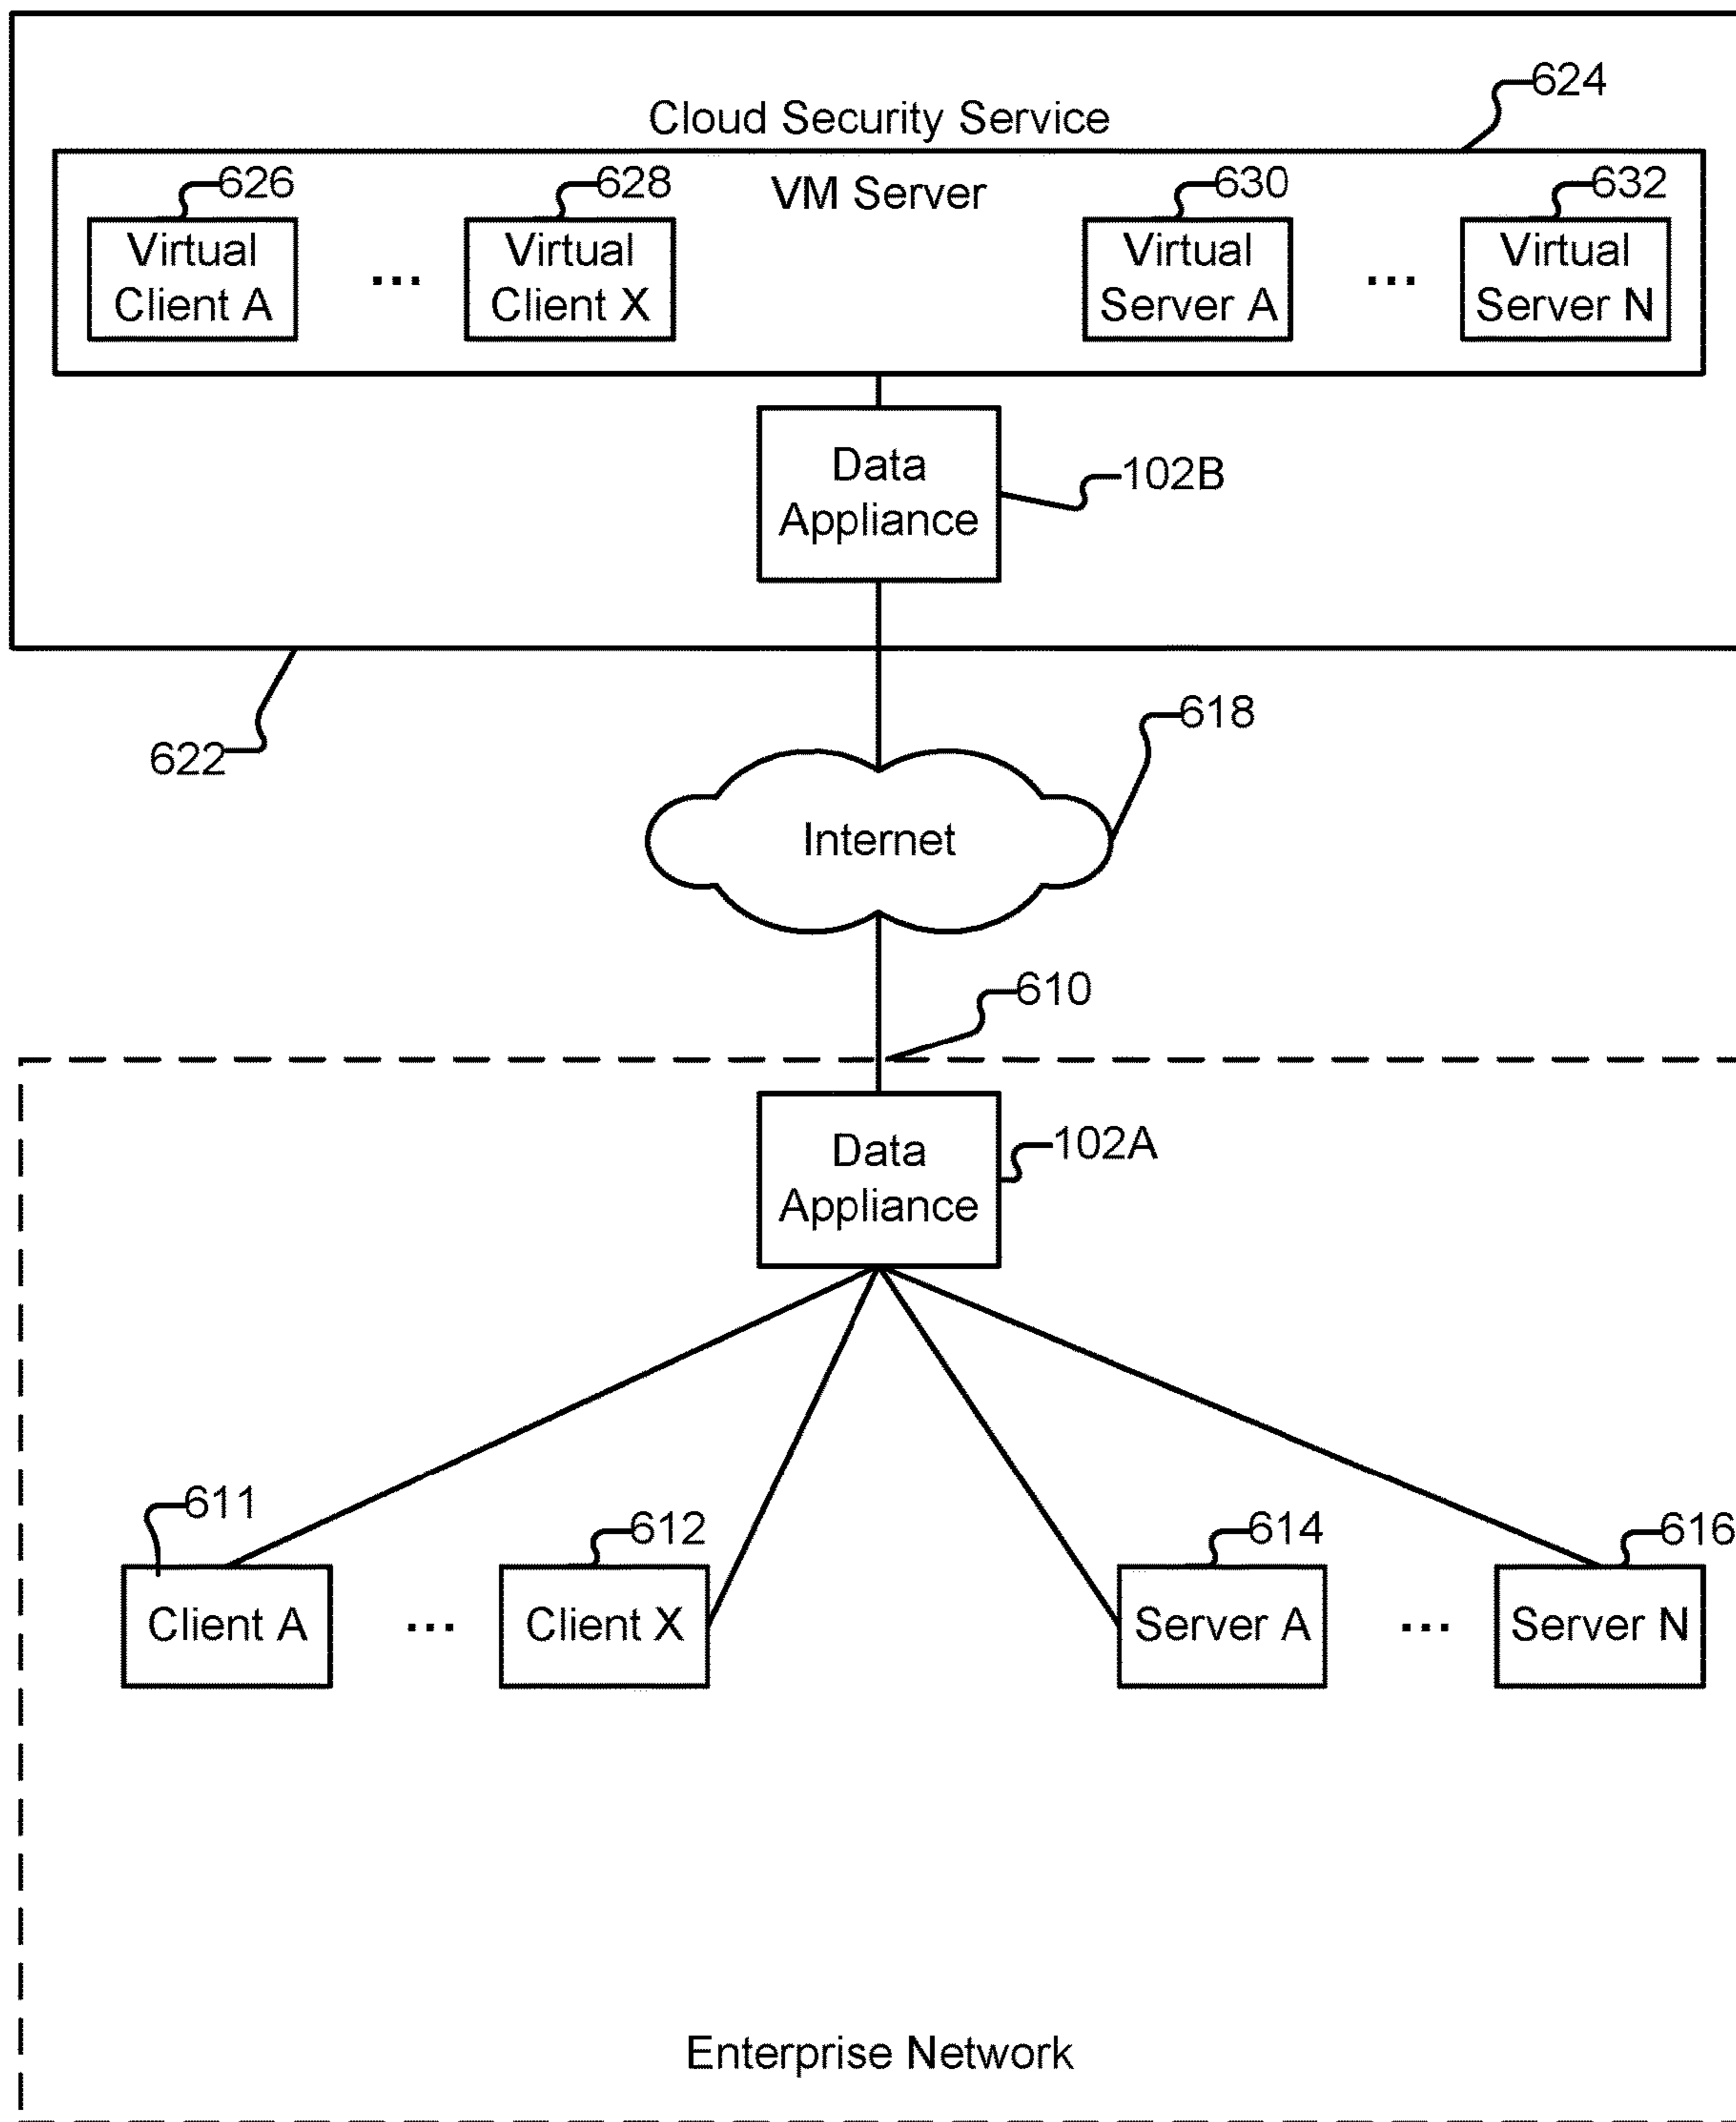 624
Cloud Security Service
626
628
VM Server
630
632
Virtual
Client A
...
Virtual
Client X
Virtual
Server A
...
Virtual
Server N
Data
Appliance
102B
622
618
Internet
610
Data
Appliance
102A
611
612
614
616
Client A
...
Client X
Server A
...
Server N
Enterprise Network